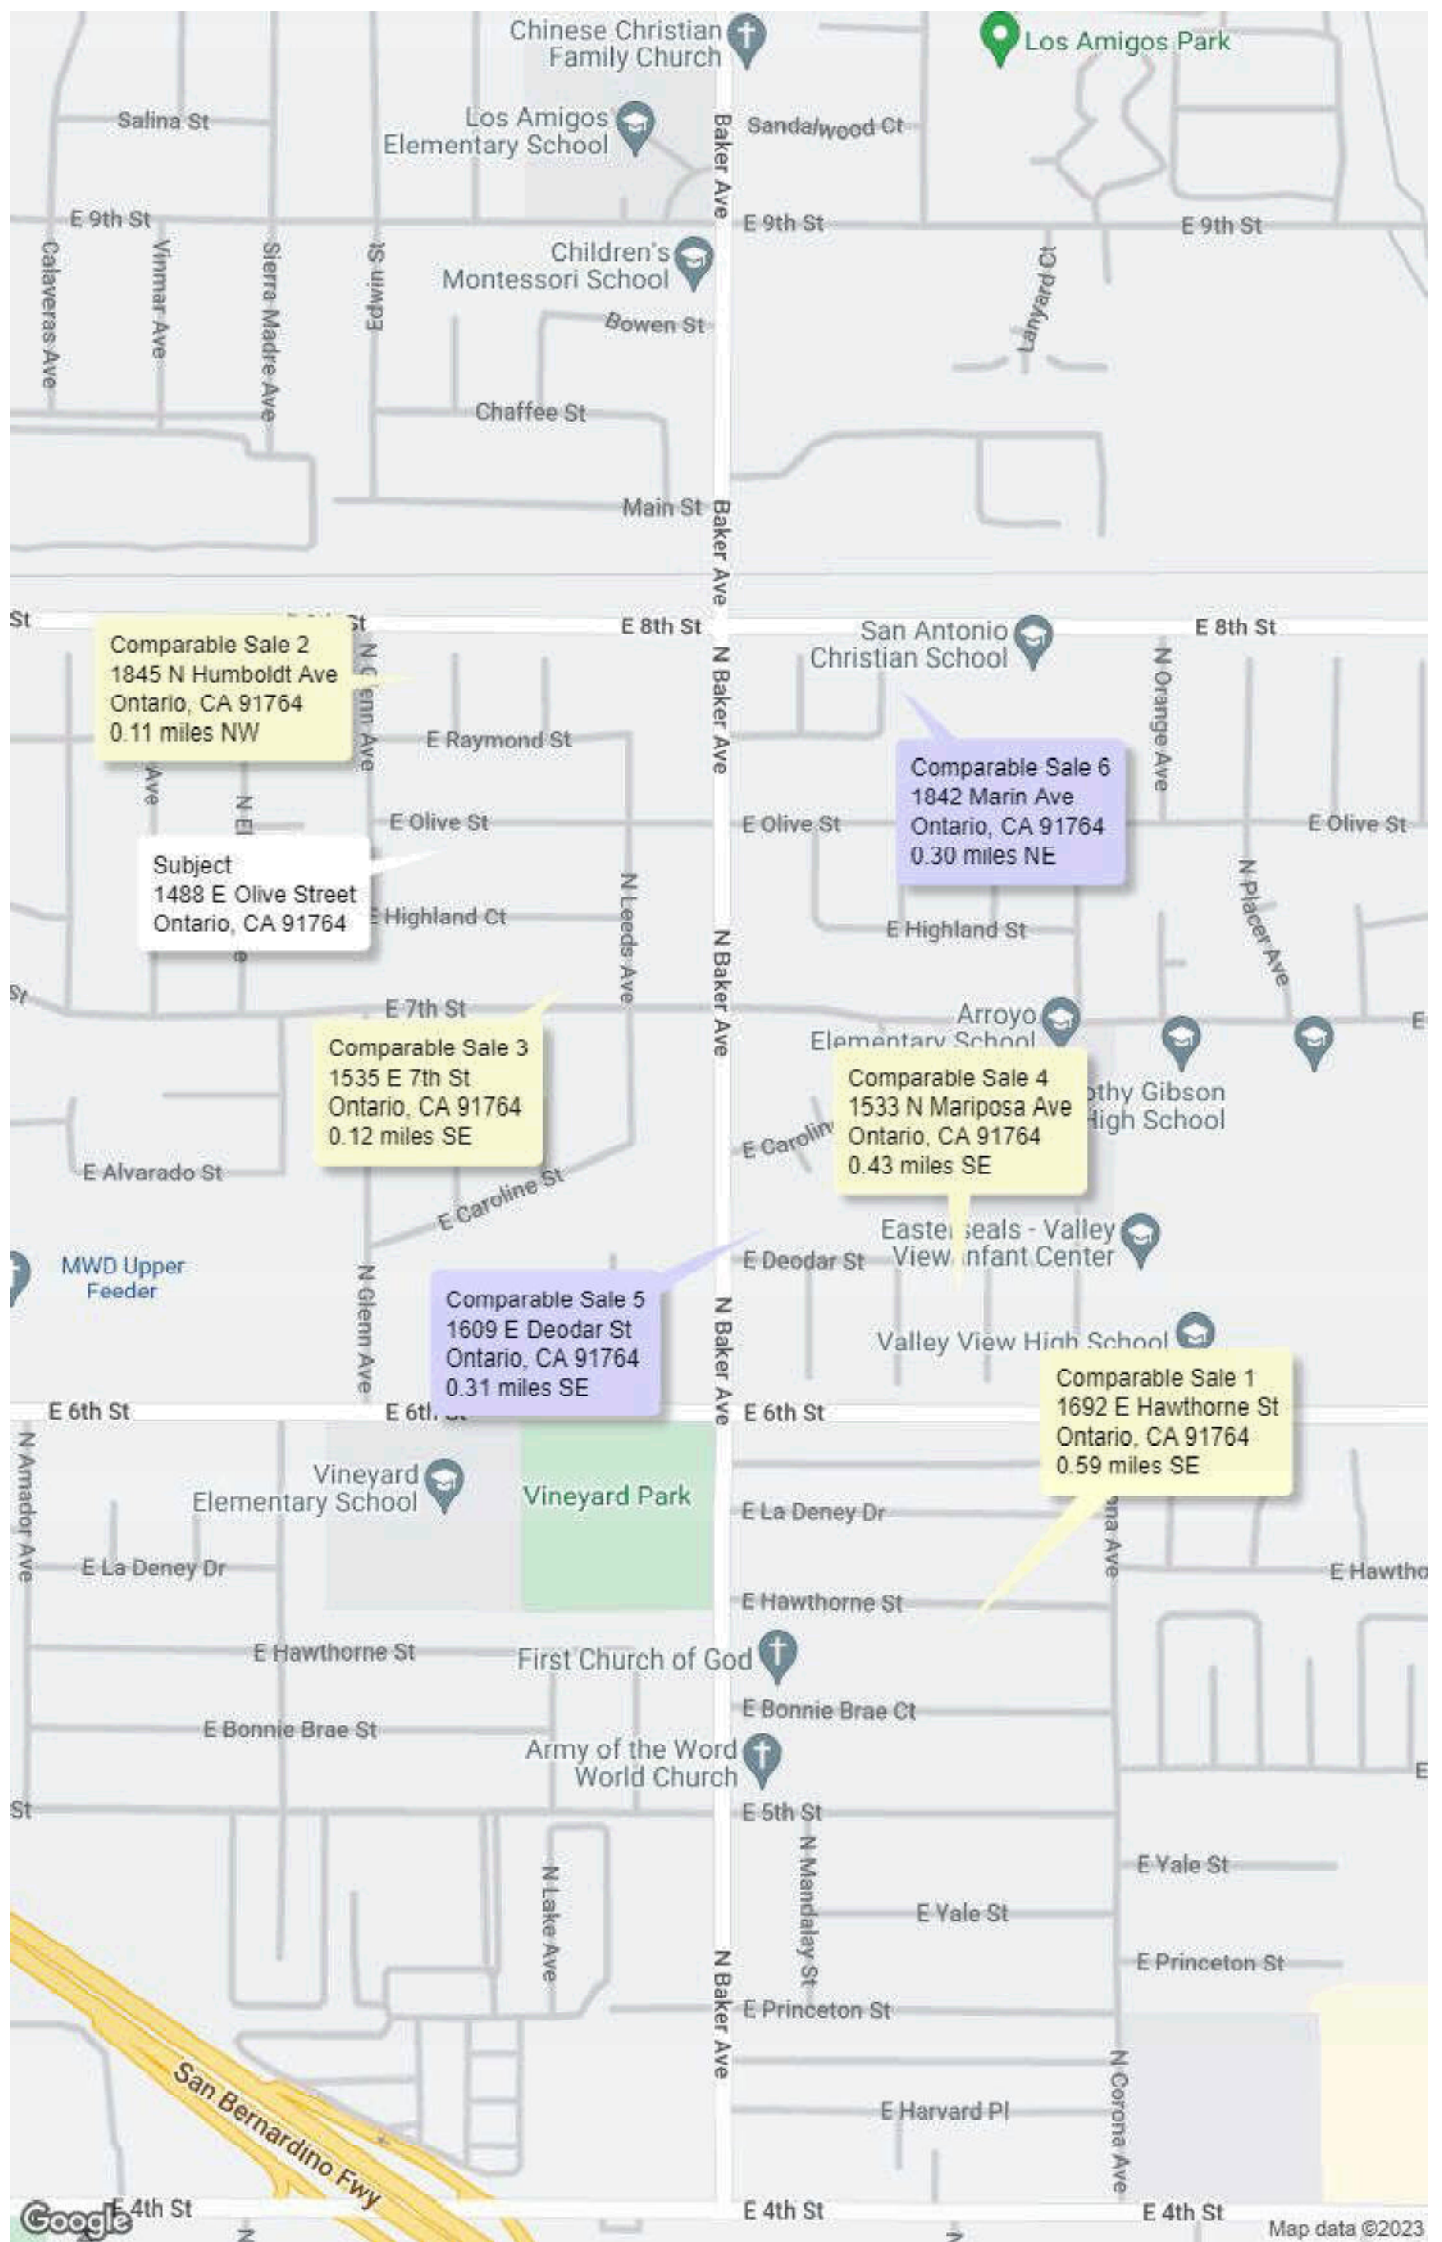 Chinese Christian
Family Church
Los Amigos Park
Salina St
Los Amigos
Elementary School
Baker Ave
Sandalwood Ct
E 9th St
E 9th St
E 9th St
Calaveras Ave
Vinmar Ave
Sierra Madre Ave
Edwin St
Children's
Montessori School
Lanyard Ct
Bowen St
Chaffee St
Main St
Baker Ave
St
St
E 8th St
E 8th St
San Antonio
Christian School
Comparable Sale 2
1845 N Humboldt Ave
Ontario, CA 91764
0.11 miles NW
N Baker Ave
N Orange Ave
E Raymond St
Ave
Comparable Sale 6
1842 Marin Ave
Ontario, CA 91764
0.30 miles NE
N El
E Olive St
E Olive St
E Olive St
Subject
1488 E Olive Street
Ontario, CA 91764
E Highland Ct
N Leeds Ave
N Baker Ave
E Highland St
N Placer Ave
St
E 7th St
Arroyo
Elementary School
E
Comparable Sale 3
1535 E 7th St
Ontario, CA 91764
0.12 miles SE
Comparable Sale 4
1533 N Mariposa Ave
Ontario, CA 91764
0.43 miles SE
othy Gibson
High School
E Carolin
E Alvarado St
E Caroline St
Easterseals - Valley
View Infant Center
E Deodar St
MWD Upper
Feeder
N Glenn Ave
Comparable Sale 5
1609 E Deodar St
Ontario, CA 91764
0.31 miles SE
N Baker Ave
Valley View High School
Comparable Sale 1
1692 E Hawthorne St
Ontario, CA 91764
0.59 miles SE
E 6th St
E 6th St
E 6th St
N Amador Ave
Vineyard
Elementary School
Vineyard Park
E La Deney Dr
ona Ave
E La Deney Dr
E Hawtho
E Hawthorne St
E Hawthorne St
First Church of God
E Bonnie Brae Ct
E Bonnie Brae St
Army of the Word
World Church
St
E 5th St
E
N Lake Ave
N Mandalay St
E Yale St
E Yale St
N Baker Ave
E Princeton St
E Princeton St
San Bernardino Fwy
N Corona Ave
E Harvard Pl
Google
E 4th St
E 4th St
E 4th St
Map data ©2023